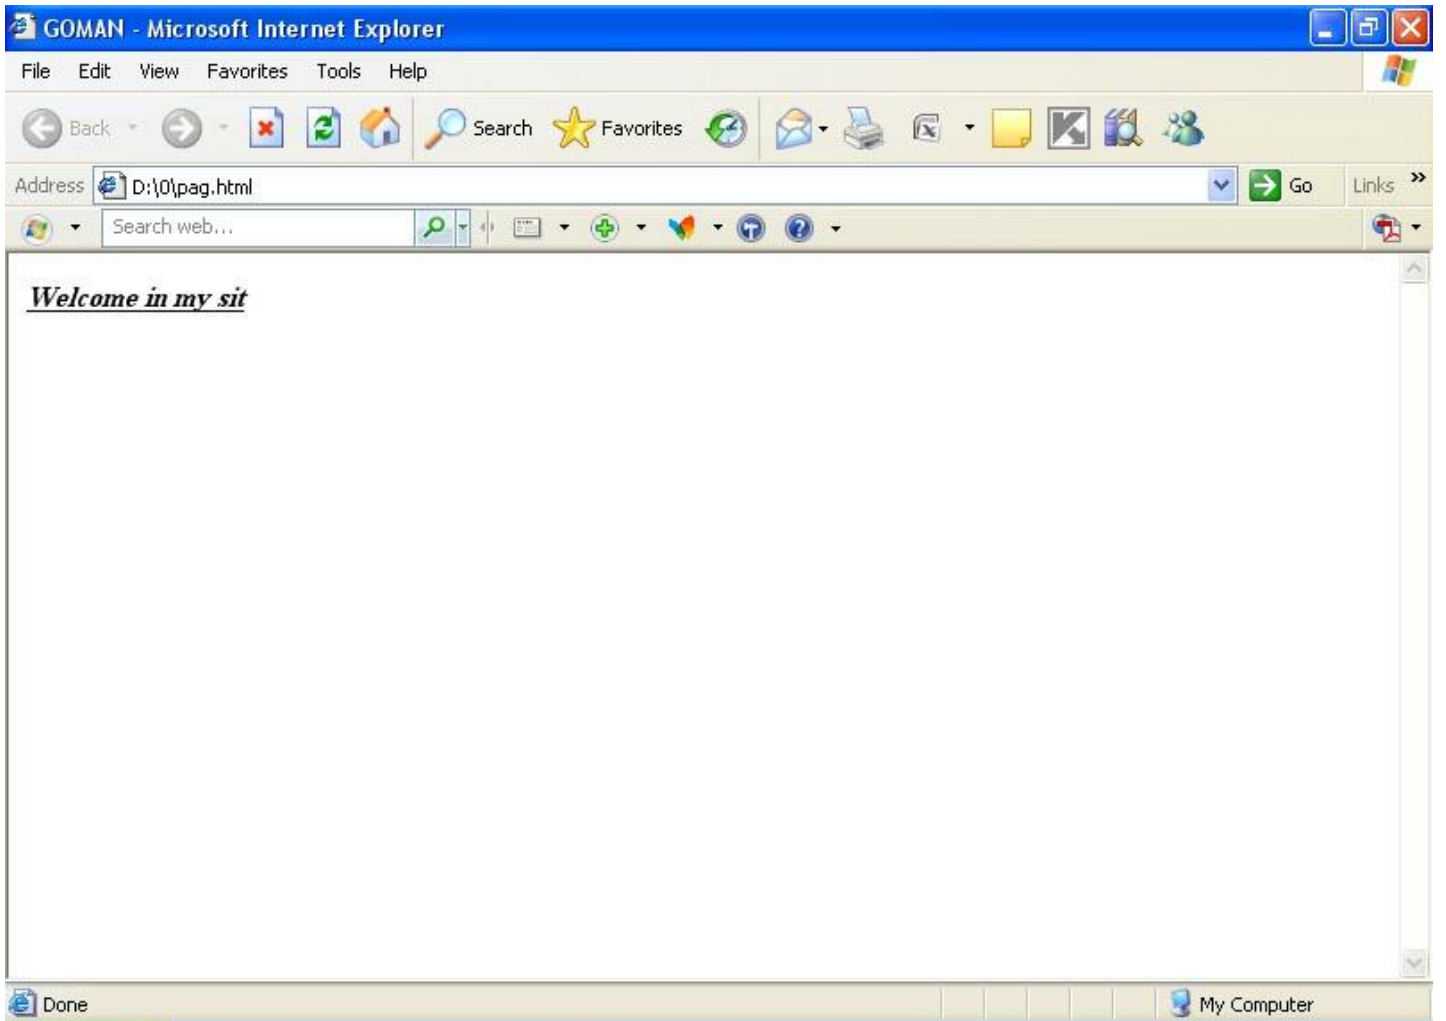 GOMAN - Microsoft Internet Explorer
File Edit View Favorites Tools Help
Back Search Favorites
Address D:\0\pag.html Go Links »
Search web...
Welcome in my sit
Done My Computer